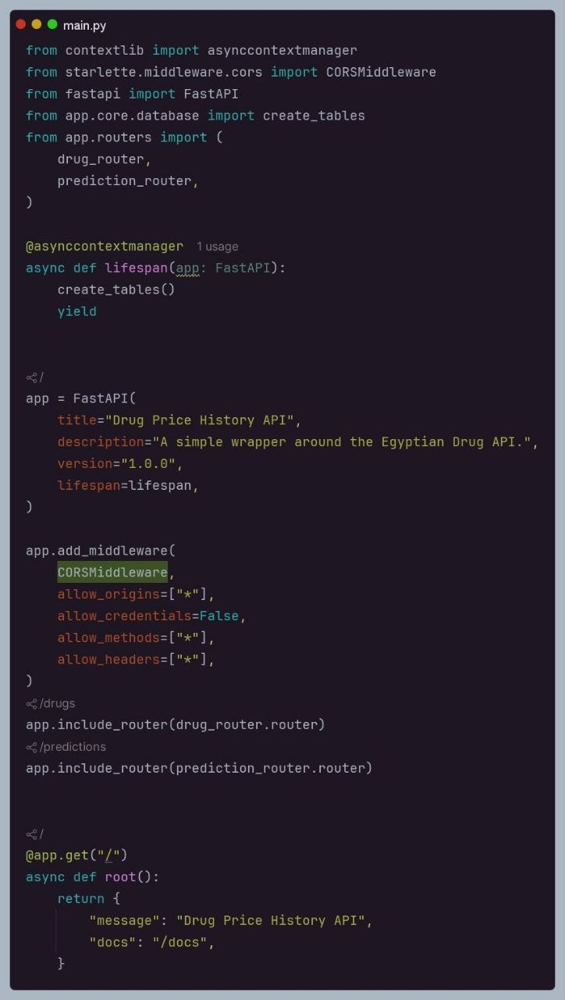 main.py
from contextlib import asynccontextmanager
from starlette.middleware.cors import CORSMiddleware
from fastapi import FastAPI
from app.core.database import create_tables
from app.routers import (
    drug_router,
    prediction_router,
)
@asynccontextmanager 1 usage
async def lifespan(app: FastAPI):
    create_tables()
    yield
/
app = FastAPI(
    title="Drug Price History API",
    description="A simple wrapper around the Egyptian Drug API.",
    version="1.0.0",
    lifespan=lifespan,
)
app.add_middleware(
    CORSMiddleware,
    allow_origins=["*"],
    allow_credentials=False,
    allow_methods=["*"],
    allow_headers=["*"],
)
/drugs
app.include_router(drug_router.router)
/predictions
app.include_router(prediction_router.router)
/
@app.get("/")
async def root():
    return {
        "message": "Drug Price History API",
        "docs": "/docs",
    }